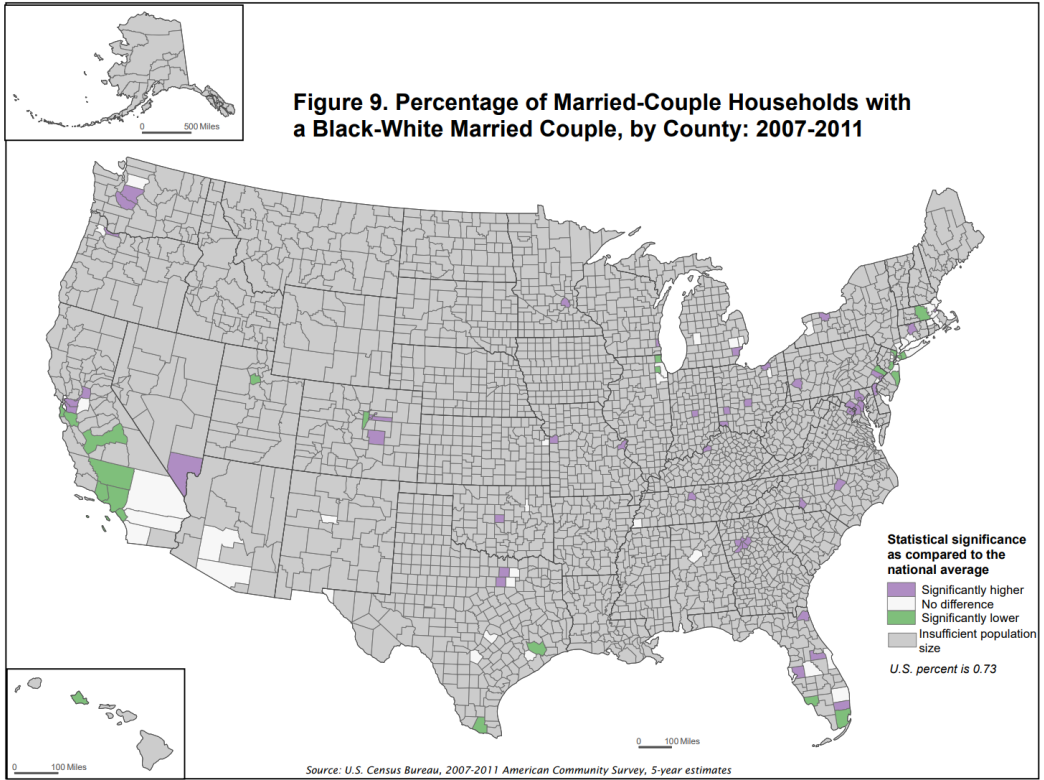 0 500 Miles
Figure 9. Percentage of Married-Couple Households with
a Black-White Married Couple, by County: 2007-2011
Statistical significance
as compared to the
national average
Significantly higher
No difference
Significantly lower
Insufficient population
size
U.S. percent is 0.73
0 100 Miles
0 100 Miles
Source: U.S. Census Bureau, 2007-2011 American Community Survey, 5-year estimates